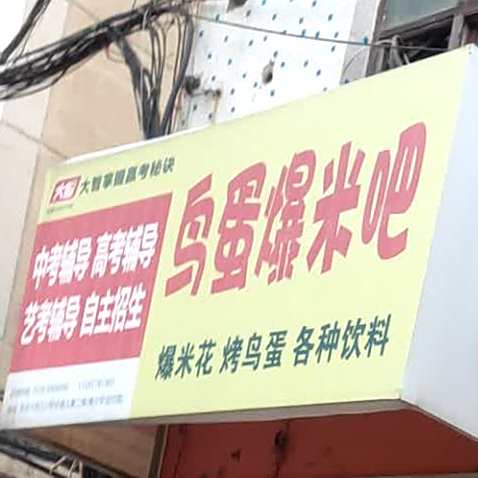 大智 大智掌握赢考秘诀
中考辅导 高考辅导
艺考辅导 自主招生
鸟蛋爆米吧
爆米花 烤鸟蛋 各种饮料